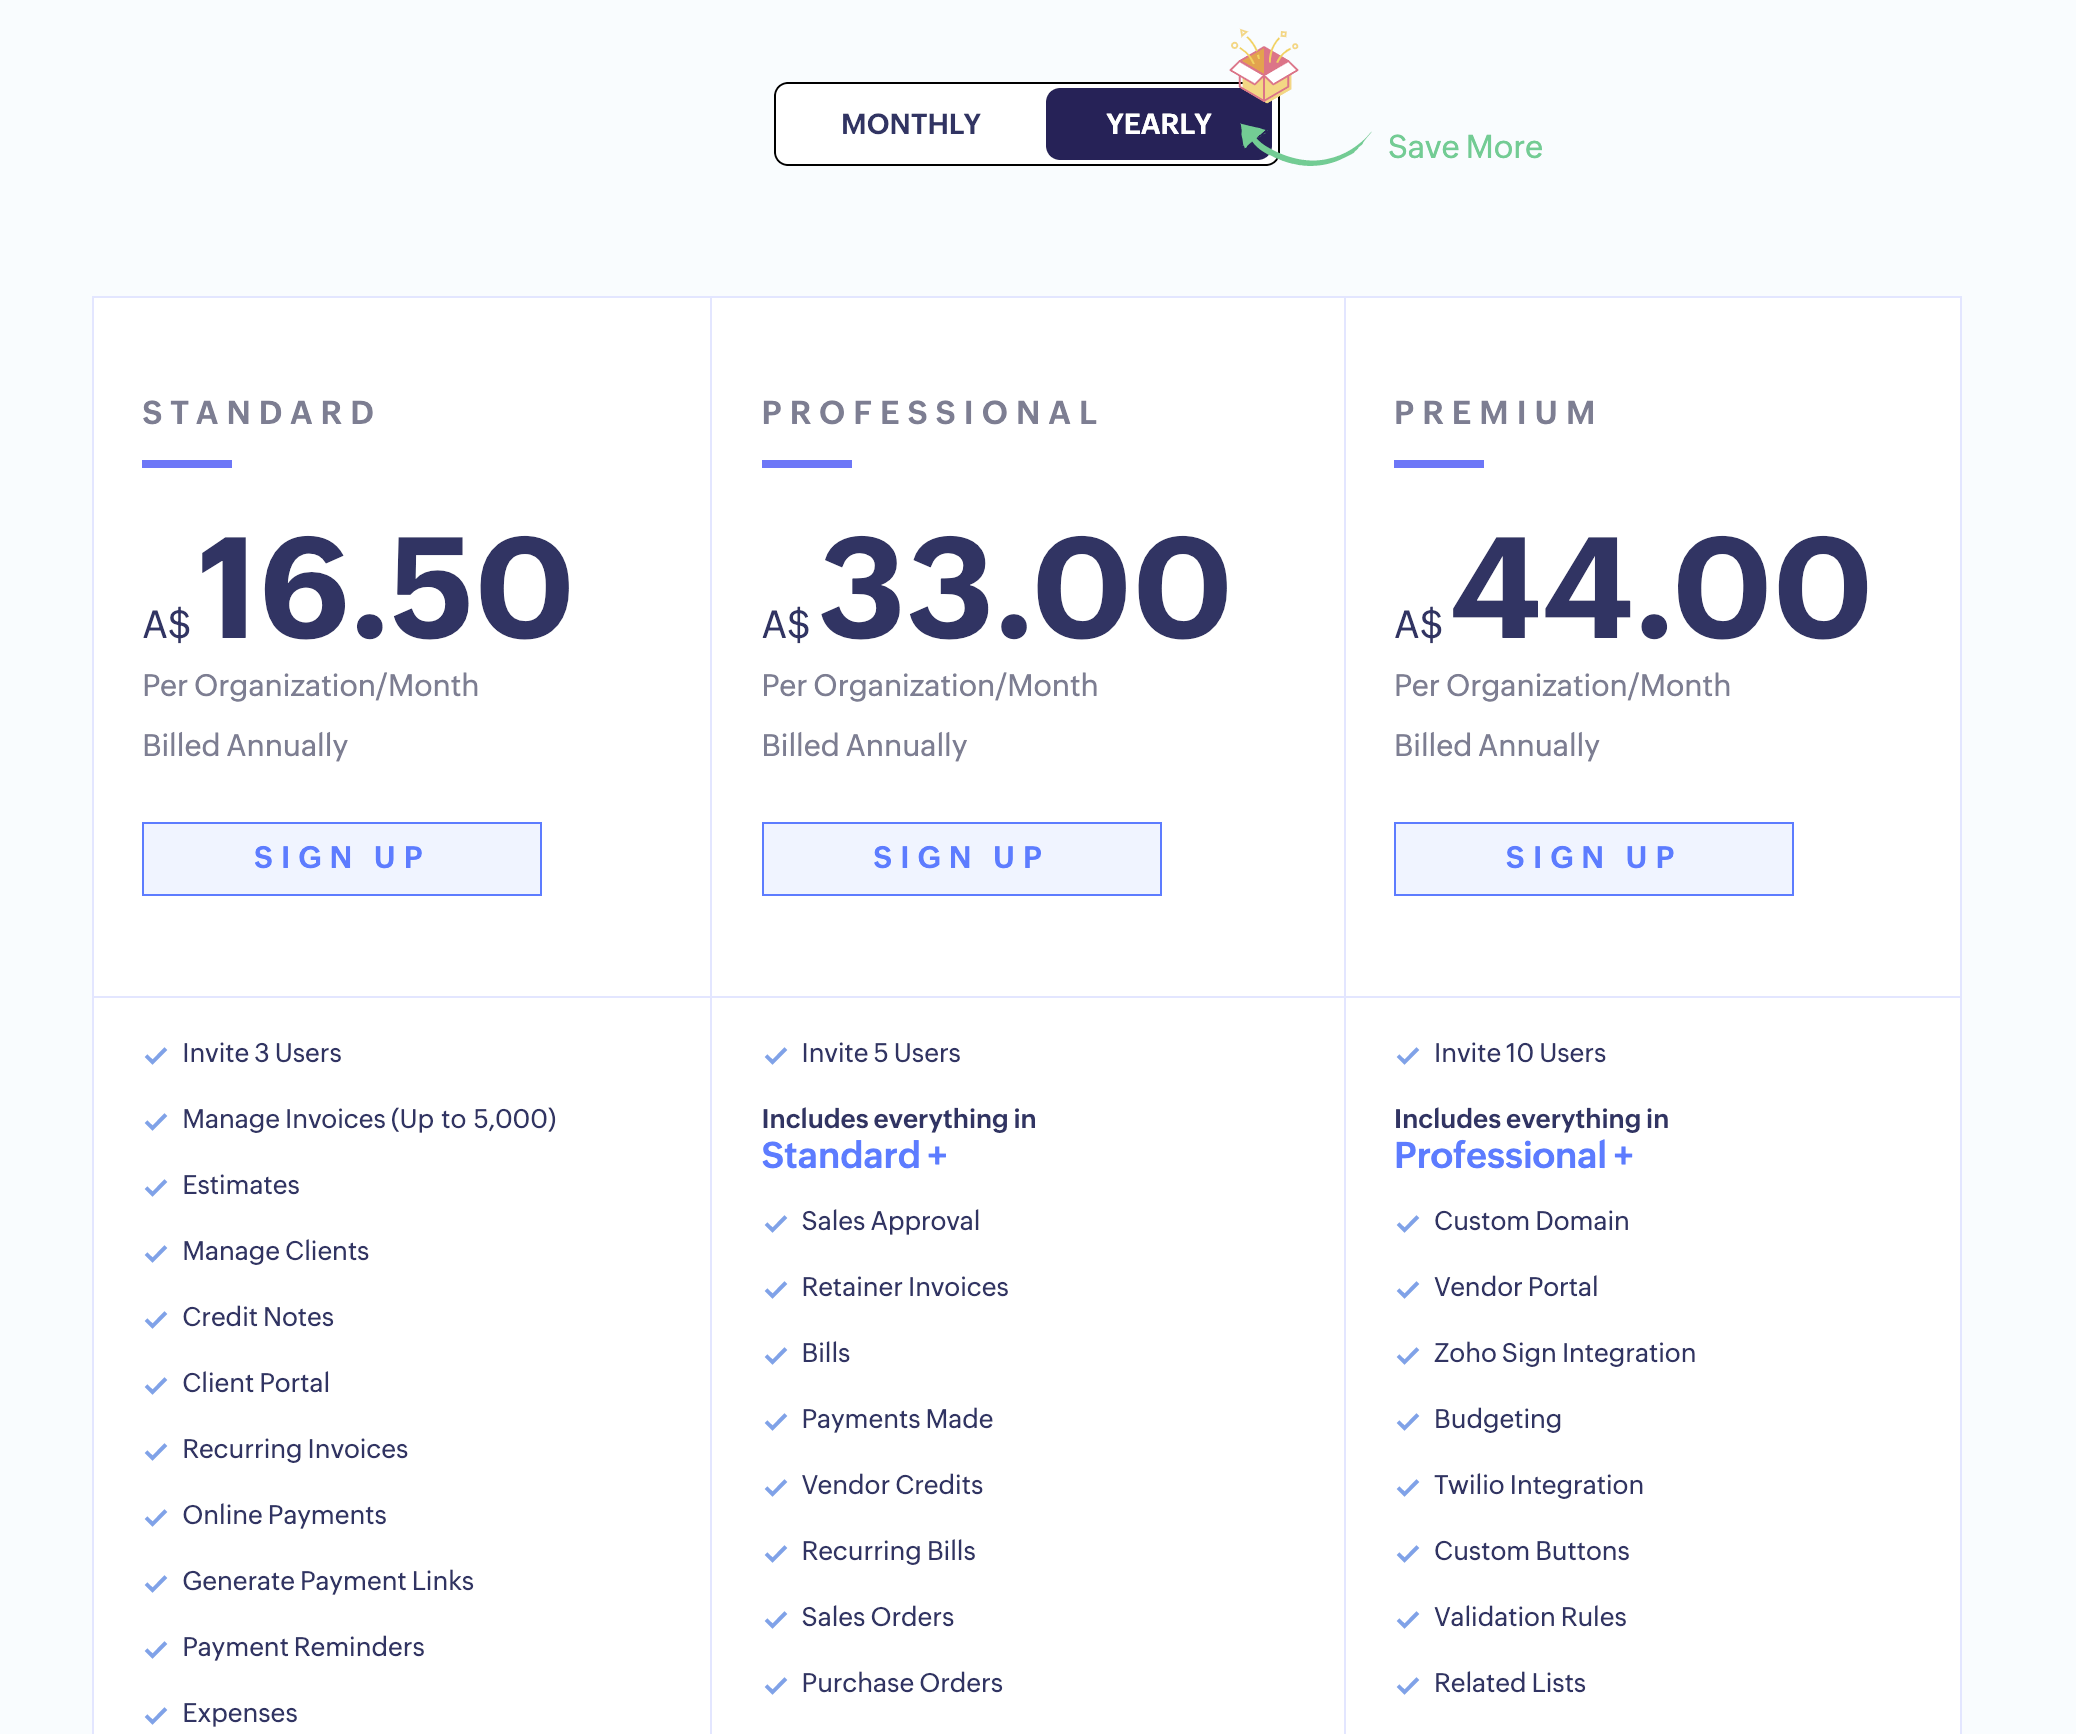 MONTHLY
YEARLY
Save More
STANDARD
A$16.50
Per Organization/Month
Billed Annually
SIGN UP
Invite 3 Users
Manage Invoices (Up to 5,000)
Estimates
Manage Clients
Credit Notes
Client Portal
Recurring Invoices
Online Payments
Generate Payment Links
Payment Reminders
Expenses
PROFESSIONAL
A$33.00
Per Organization/Month
Billed Annually
SIGN UP
Invite 5 Users
Includes everything in
Standard +
Sales Approval
Retainer Invoices
Bills
Payments Made
Vendor Credits
Recurring Bills
Sales Orders
Purchase Orders
PREMIUM
A$44.00
Per Organization/Month
Billed Annually
SIGN UP
Invite 10 Users
Includes everything in
Professional +
Custom Domain
Vendor Portal
Zoho Sign Integration
Budgeting
Twilio Integration
Custom Buttons
Validation Rules
Related Lists